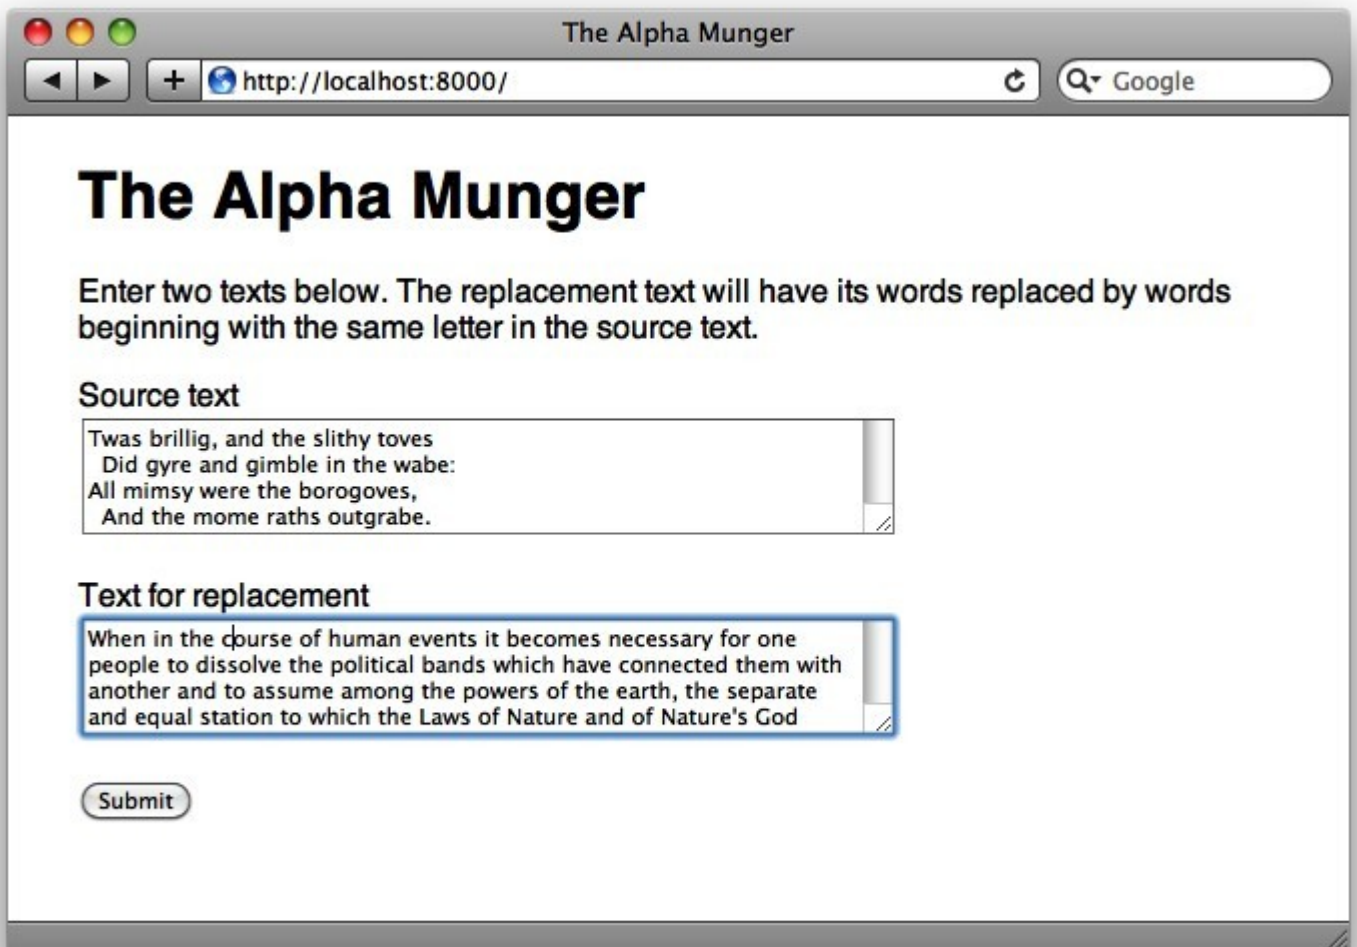 The Alpha Munger
http://localhost:8000/
Google
The Alpha Munger
Enter two texts below. The replacement text will have its words replaced by words
beginning with the same letter in the source text.
Source text
Twas brillig, and the slithy toves
Did gyre and gimble in the wabe:
All mimsy were the borogoves,
And the mome raths outgrabe.
Text for replacement
When in the course of human events it becomes necessary for one
people to dissolve the political bands which have connected them with
another and to assume among the powers of the earth, the separate
and equal station to which the Laws of Nature and of Nature's God
Submit